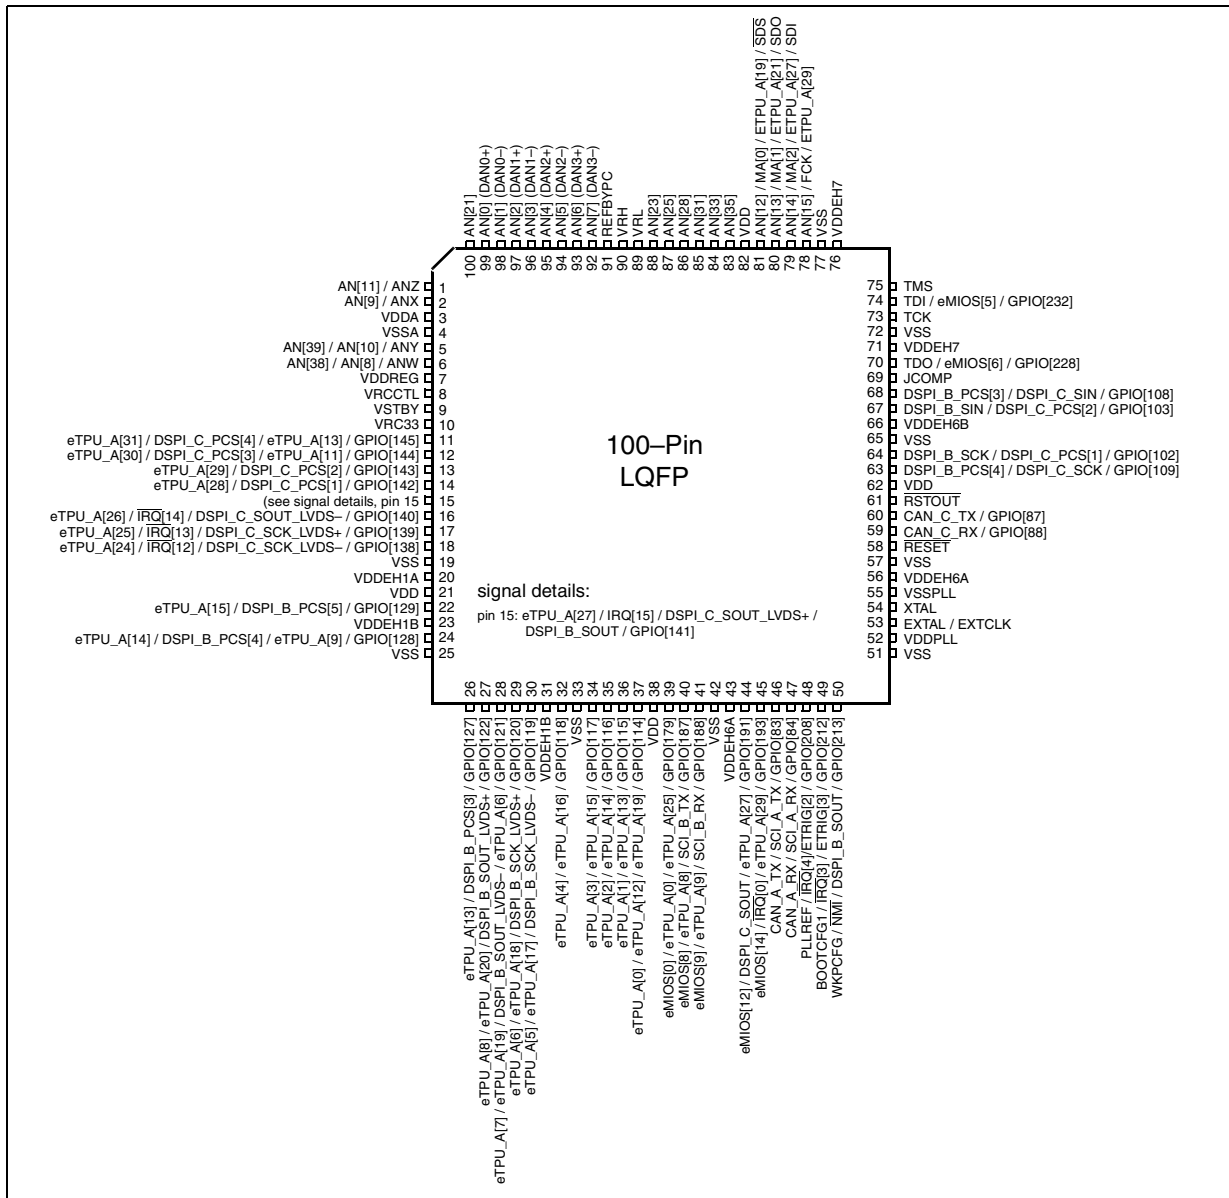 AN[21]
AN[0] (DAN0+)
AN[1] (DAN0–)
AN[2] (DAN1+)
AN[3] (DAN1–)
AN[4] (DAN2+)
AN[5] (DAN2–)
AN[6] (DAN3+)
AN[7] (DAN3–)
REFBYPC
VRH
VRL
AN[23]
AN[25]
AN[28]
AN[31]
AN[33]
AN[35]
VDD
AN[12] / MA[0] / ETPU_A[19] / SDS
AN[13] / MA[1] / ETPU_A[21] / SDO
AN[14] / MA[2] / ETPU_A[27] / SDI
AN[15] / FCK / ETPU_A[29]
VSS
VDDEH7
100
99
98
97
96
95
94
93
92
91
90
89
88
87
86
85
84
83
82
81
80
79
78
77
76
AN[11] / ANZ 1
AN[9] / ANX 2
VDDA 3
VSSA 4
AN[39] / AN[10] / ANY 5
AN[38] / AN[8] / ANW 6
VDDREG 7
VRCCTL 8
VSTBY 9
VRC33 10
eTPU_A[31] / DSPI_C_PCS[4] / eTPU_A[13] / GPIO[145] 11
eTPU_A[30] / DSPI_C_PCS[3] / eTPU_A[11] / GPIO[144] 12
eTPU_A[29] / DSPI_C_PCS[2] / GPIO[143] 13
eTPU_A[28] / DSPI_C_PCS[1] / GPIO[142] 14
(see signal details, pin 15 15
eTPU_A[26] / IRQ[14] / DSPI_C_SOUT_LVDS– / GPIO[140] 16
eTPU_A[25] / IRQ[13] / DSPI_C_SCK_LVDS+ / GPIO[139] 17
eTPU_A[24] / IRQ[12] / DSPI_C_SCK_LVDS– / GPIO[138] 18
VSS 19
VDDEH1A 20
VDD 21
eTPU_A[15] / DSPI_B_PCS[5] / GPIO[129] 22
VDDEH1B 23
eTPU_A[14] / DSPI_B_PCS[4] / eTPU_A[9] / GPIO[128] 24
VSS 25
100–Pin
LQFP
signal details:
pin 15: eTPU_A[27] / IRQ[15] / DSPI_C_SOUT_LVDS+ /
DSPI_B_SOUT / GPIO[141]
75 TMS
74 TDI / eMIOS[5] / GPIO[232]
73 TCK
72 VSS
71 VDDEH7
70 TDO / eMIOS[6] / GPIO[228]
69 JCOMP
68 DSPI_B_PCS[3] / DSPI_C_SIN / GPIO[108]
67 DSPI_B_SIN / DSPI_C_PCS[2] / GPIO[103]
66 VDDEH6B
65 VSS
64 DSPI_B_SCK / DSPI_C_PCS[1] / GPIO[102]
63 DSPI_B_PCS[4] / DSPI_C_SCK / GPIO[109]
62 VDD
61 RSTOUT
60 CAN_C_TX / GPIO[87]
59 CAN_C_RX / GPIO[88]
58 RESET
57 VSS
56 VDDEH6A
55 VSSPLL
54 XTAL
53 EXTAL / EXTCLK
52 VDDPLL
51 VSS
26
27
28
29
30
31
32
33
34
35
36
37
38
39
40
41
42
43
44
45
46
47
48
49
50
eTPU_A[13] / DSPI_B_PCS[3] / GPIO[127]
eTPU_A[8] / eTPU_A[20] / DSPI_B_SOUT_LVDS+ / GPIO[122]
eTPU_A[7] / eTPU_A[19] / DSPI_B_SOUT_LVDS– / eTPU_A[6] / GPIO[121]
eTPU_A[6] / eTPU_A[18] / DSPI_B_SCK_LVDS+ / GPIO[120]
eTPU_A[5] / eTPU_A[17] / DSPI_B_SCK_LVDS– / GPIO[119]
VDDEH1B
eTPU_A[4] / eTPU_A[16] / GPIO[118]
VSS
eTPU_A[3] / eTPU_A[15] / GPIO[117]
eTPU_A[2] / eTPU_A[14] / GPIO[116]
eTPU_A[1] / eTPU_A[13] / GPIO[115]
eTPU_A[0] / eTPU_A[12] / eTPU_A[19] / GPIO[114]
VDD
eMIOS[0] / eTPU_A[0] / eTPU_A[25] / GPIO[179]
eMIOS[8] / eTPU_A[8] / SCI_B_TX / GPIO[187]
eMIOS[9] / eTPU_A[9] / SCI_B_RX / GPIO[188]
VSS
VDDEH6A
eMIOS[12] / DSPI_C_SOUT / eTPU_A[27] / GPIO[191]
eMIOS[14] / IRQ[0] / eTPU_A[29] / GPIO[193]
CAN_A_TX / SCI_A_TX / GPIO[83]
CAN_A_RX / SCI_A_RX / GPIO[84]
PLLREF / IRQ[4]/ETRIG[2] / GPIO[208]
BOOTCFG1 / IRQ[3] / ETRIG[3] / GPIO[212]
WKPCFG / NMI / DSPI_B_SOUT / GPIO[213]